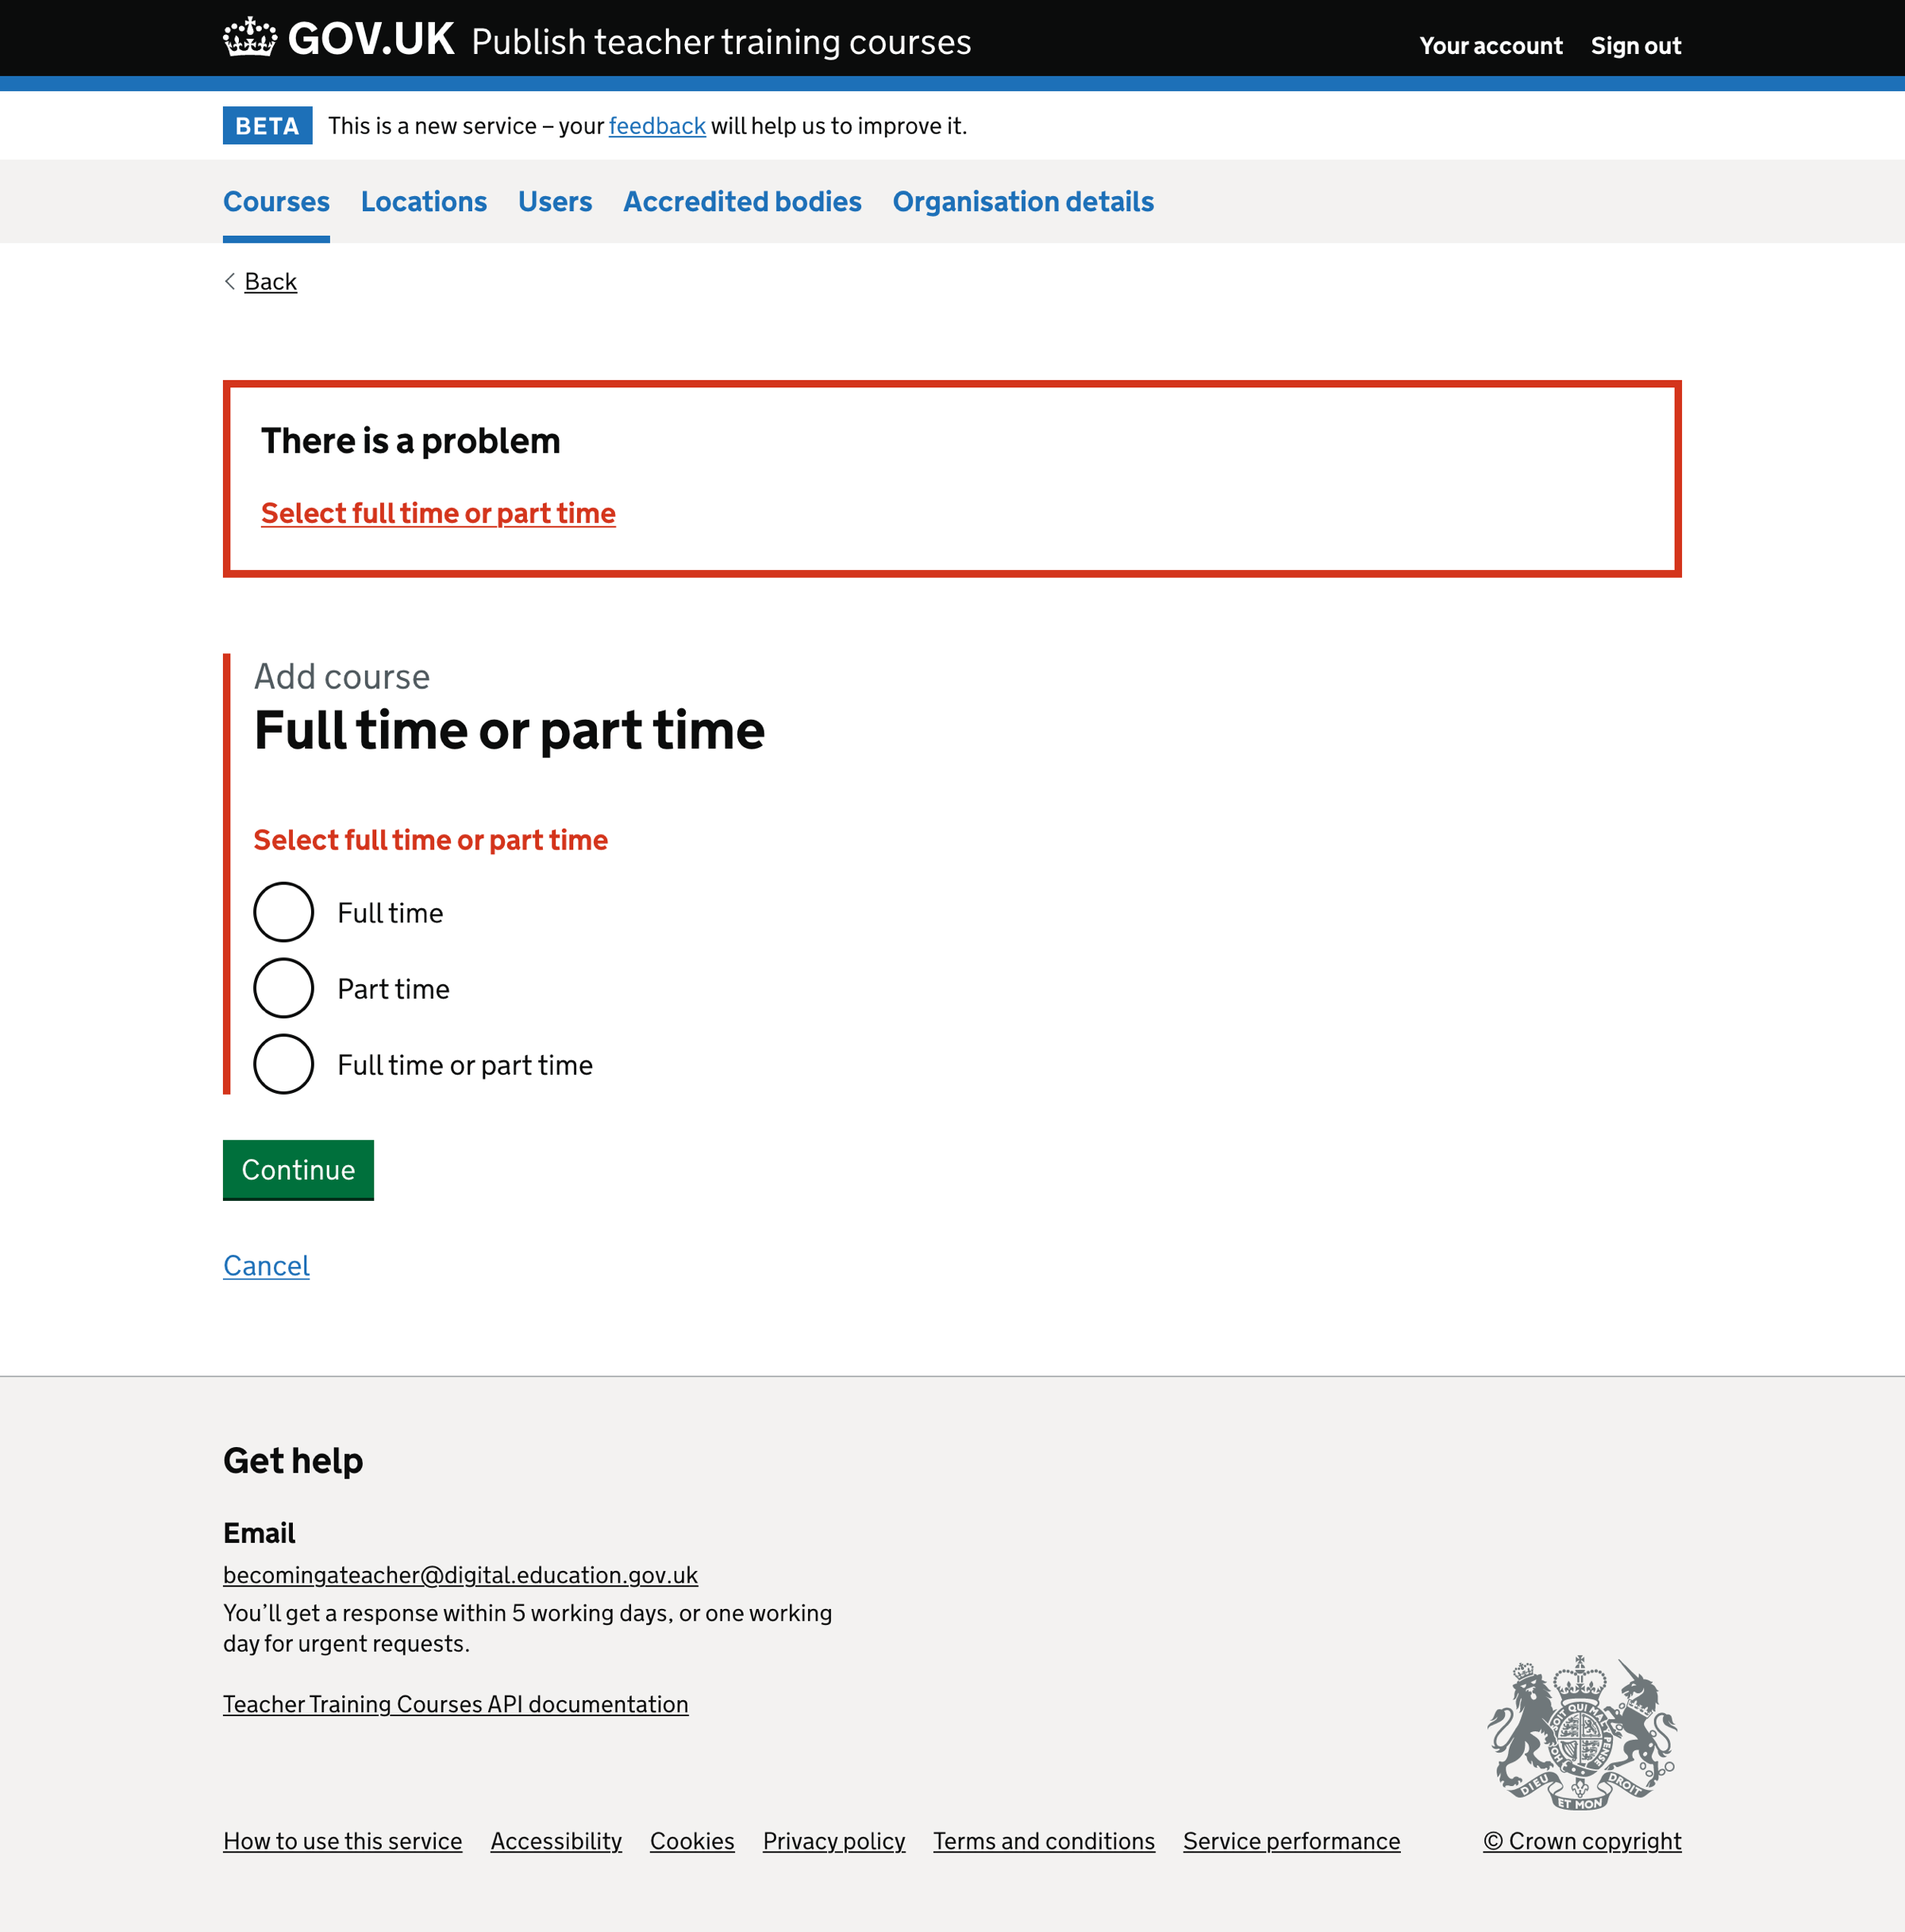 GOV.UK Publish teacher training courses
Your account Sign out
BETA This is a new service – your feedback will help us to improve it.
Courses Locations Users Accredited bodies Organisation details
Back
There is a problem
Select full time or part time
Add course
Full time or part time
Select full time or part time
Full time
Part time
Full time or part time
Continue
Cancel
Get help
Email
becomingateacher@digital.education.gov.uk
You’ll get a response within 5 working days, or one working
day for urgent requests.
Teacher Training Courses API documentation
DIEU ET MON DROIT
How to use this service Accessibility Cookies Privacy policy Terms and conditions Service performance
© Crown copyright